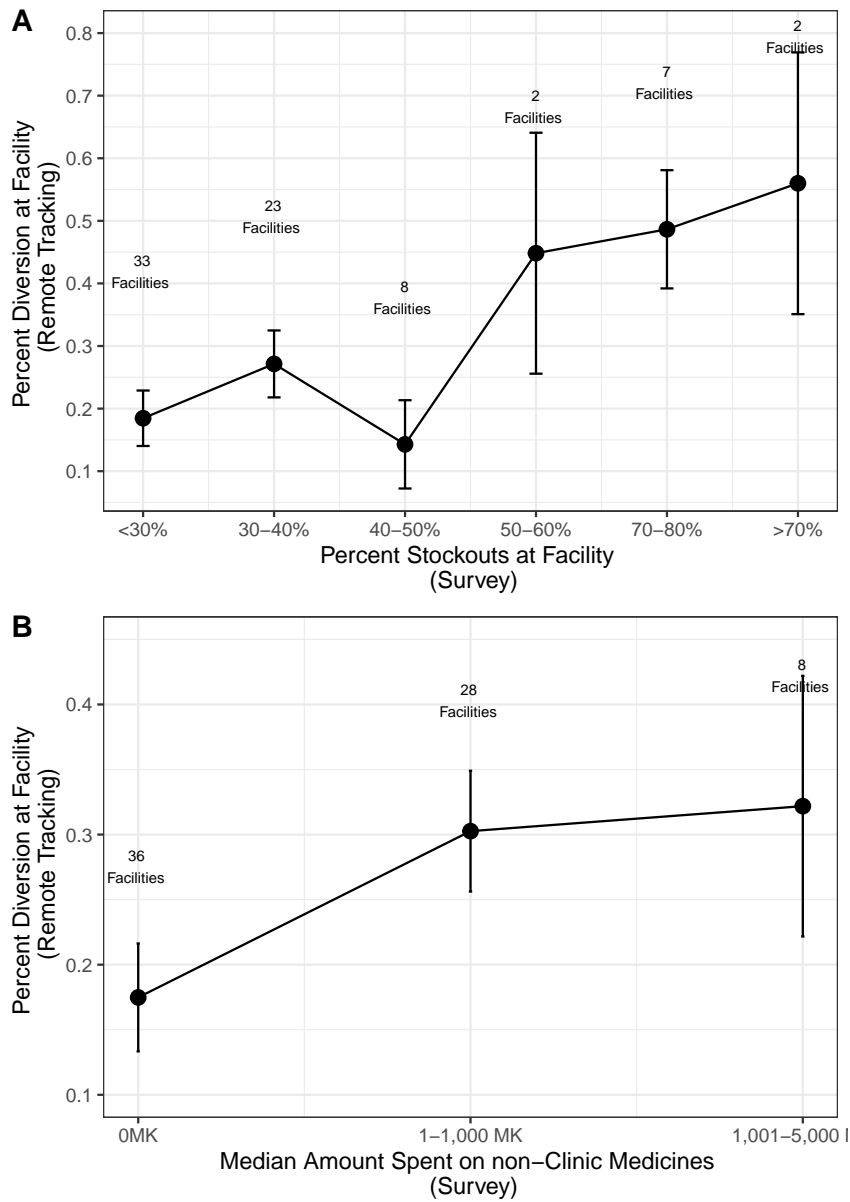 A
Percent Diversion at Facility
(Remote Tracking)
0.8
0.7
0.6
0.5
0.4
0.3
0.2
0.1
33
Facilities
23
Facilities
8
Facilities
2
Facilities
7
Facilities
2
Facilities
<30%
30−40%
40−50%
50−60%
70−80%
>70%
Percent Stockouts at Facility
(Survey)
B
Percent Diversion at Facility
(Remote Tracking)
0.4
0.3
0.2
0.1
36
Facilities
28
Facilities
8
Facilities
0MK
1−1,000 MK
1,001−5,000
Median Amount Spent on non−Clinic Medicines
(Survey)